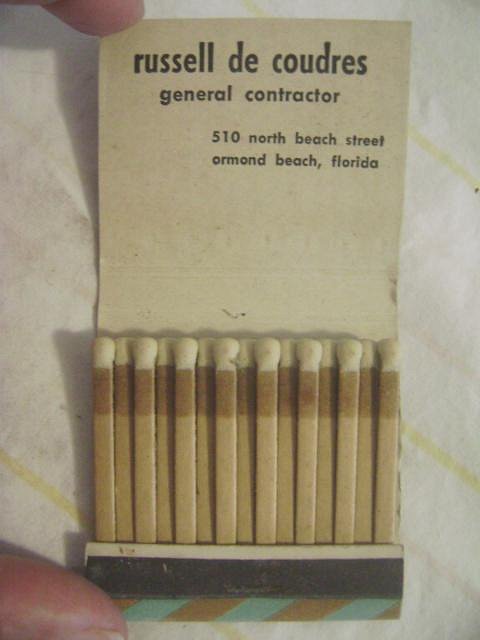 russell de coudres
general contractor
510 north beach street
ormond beach, florida